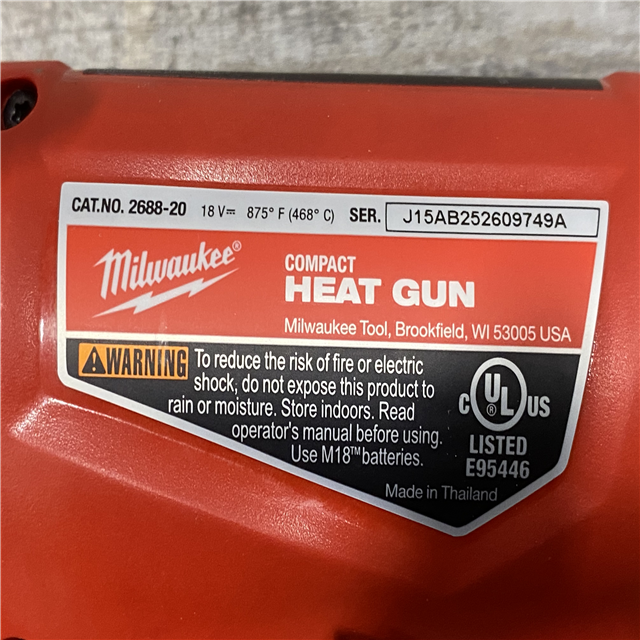 CAT.NO. 2688-20 18 V⎓ 875° F (468° C) SER. J15AB252609749A
Milwaukee®
COMPACT
HEAT GUN
Milwaukee Tool, Brookfield, WI 53005 USA
WARNING To reduce the risk of fire or electric
shock, do not expose this product to
rain or moisture. Store indoors. Read
operator's manual before using.
Use M18™ batteries.
C UL® US
LISTED
E95446
Made in Thailand